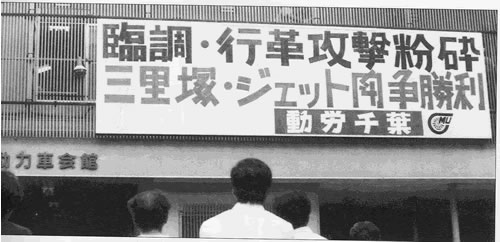 臨調・行革攻撃粉砕
三里塚・ジェット闘争勝利
動労千葉 MU
力車会館